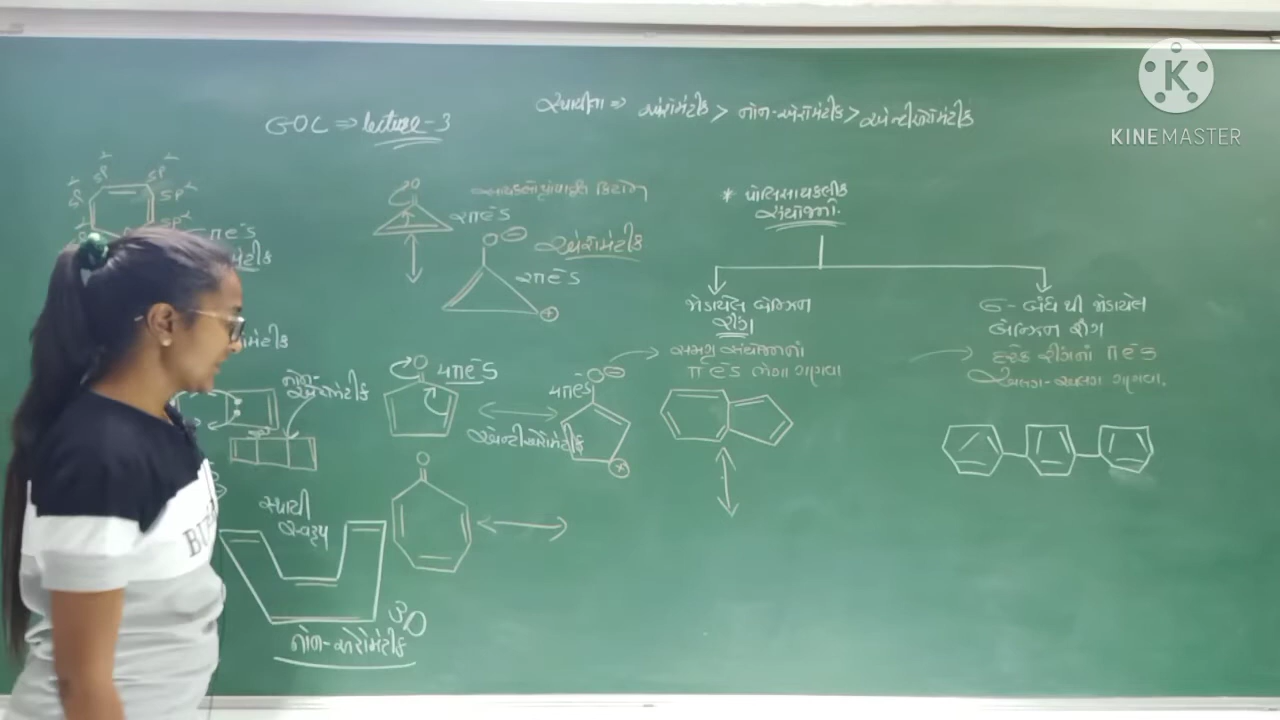 GOC ⇒ lecture-3
સ્થાયીતા ⇒ એરોમેટીક > નોન-એરોમેટીક > એન્ટીએરોમેટીક
KINEMASTER
2πe⁻s
O⊖
2πe⁻s
⊕
એરોમેટીક
O
4πe⁻s
4πe⁻s
O⊖
⊕
એન્ટીએરોમેટીક
O
નોન-
એરોમેટીક
સ્થાયી
સ્વરૂપ
3D
નોન-એરોમેટીક
* પોલિસાયકલીક
સંયોજનો.
જોડાયેલ બેન્ઝિન
રીંગ
સમગ્ર સંયોજનનાં
πe⁻s ભેગા ગણવા
σ-બંધ થી જોડાયેલ
બેન્ઝિન રીંગ
દરેક રીંગનાં πe⁻s
અલગ-અલગ ગણવા.